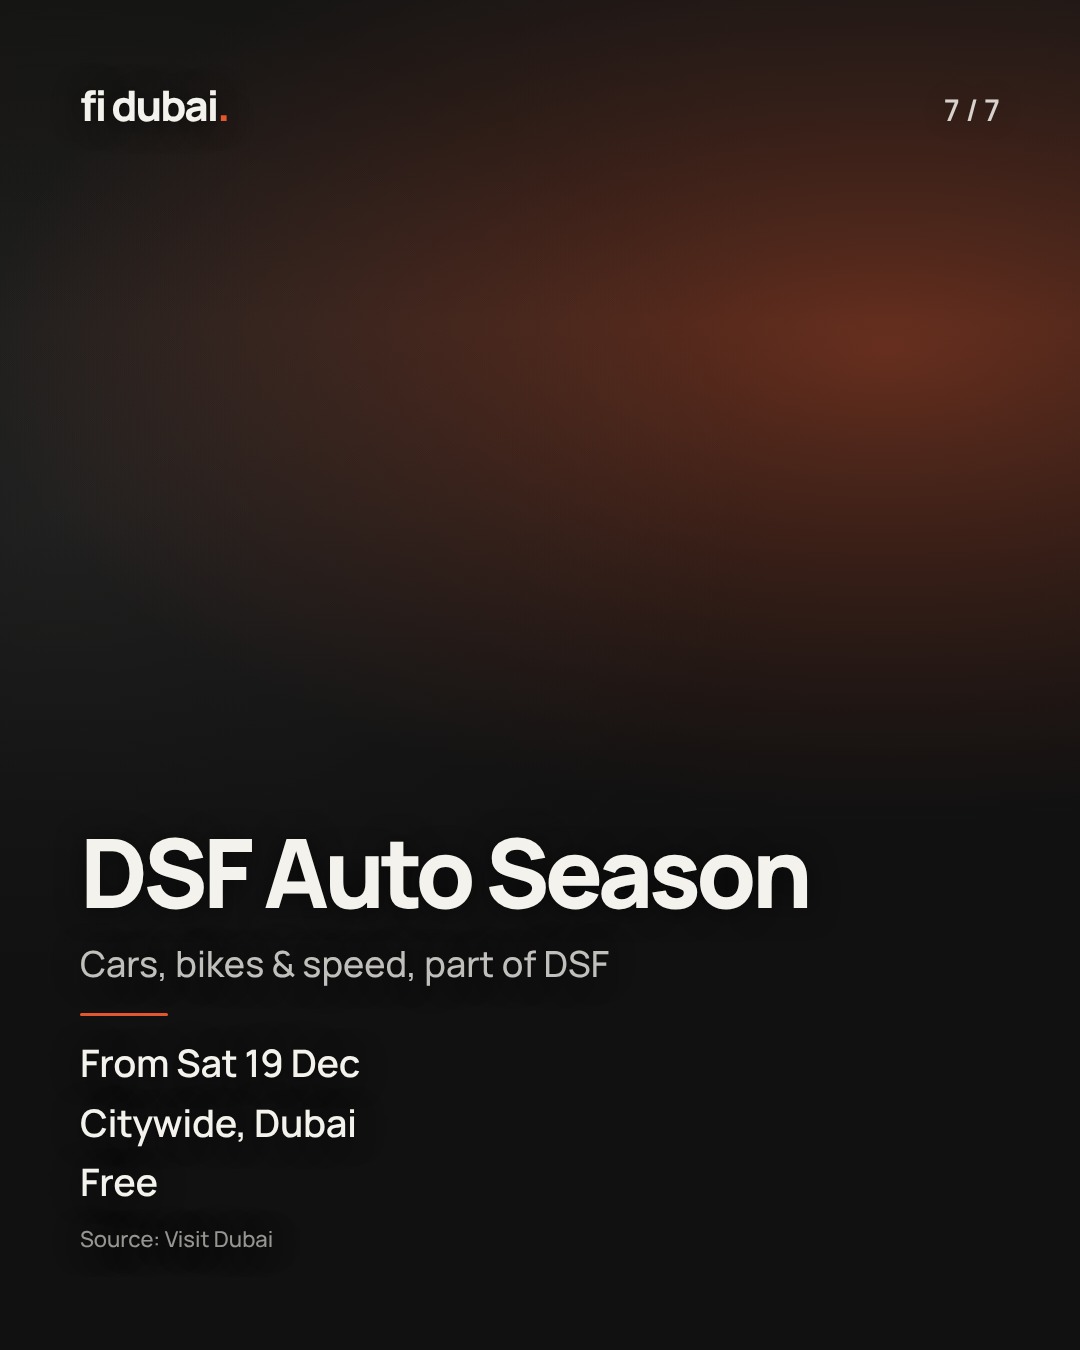 fi dubai.
7 / 7
DSF Auto Season
Cars, bikes & speed, part of DSF
From Sat 19 Dec
Citywide, Dubai
Free
Source: Visit Dubai